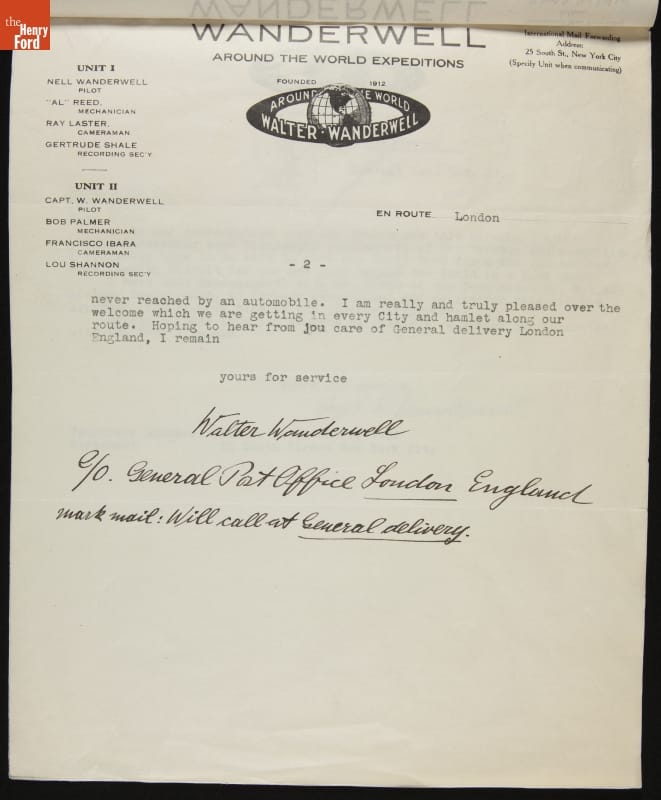 the
Henry
Ford
WANDERWELL
AROUND THE WORLD EXPEDITIONS
International Mail Forwarding
Address:
25 South St., New York City
(Specify Unit when communicating)
FOUNDED 1912
AROUND THE WORLD
WALTER · WANDERWELL
UNIT I
NELL WANDERWELL
PILOT
"AL" REED,
MECHANICIAN
RAY LASTER,
CAMERAMAN
GERTRUDE SHALE
RECORDING SEC'Y
UNIT II
CAPT. W. WANDERWELL
PILOT
BOB PALMER
MECHANICIAN
FRANCISCO IBARA
CAMERAMAN
LOU SHANNON
RECORDING SEC'Y
EN ROUTE London
- 2 -
never reached by an automobile. I am really and truly pleased over the
welcome which we are getting in every City and hamlet along our
route. Hoping to hear from jou care of General delivery London
England, I remain
yours for service
Walter Wanderwell
C/O. General Post Office London England
mark mail: Will call at General delivery.